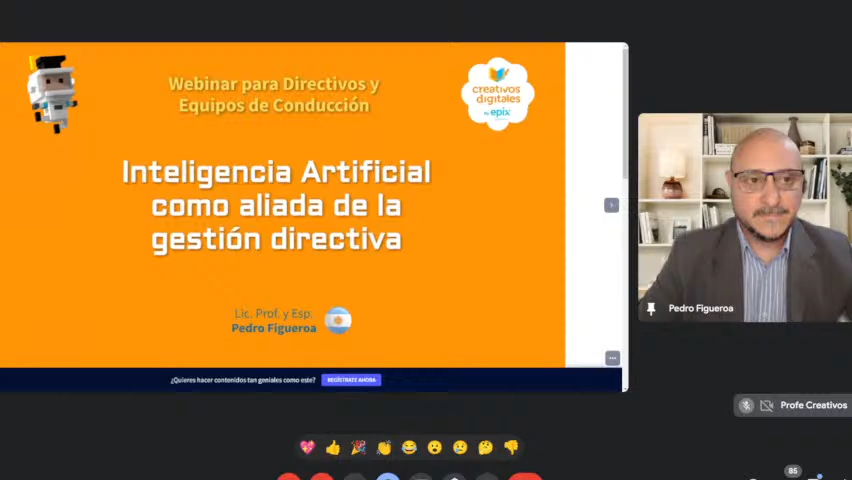 Webinar para Directivos y
Equipos de Conducción
creativos
digitales
by epix
Inteligencia Artificial
como aliada de la
gestión directiva
Lic. Prof. y Esp.
Pedro Figueroa
¿Quieres hacer contenidos tan geniales como este? REGÍSTRATE AHORA
Pedro Figueroa
Profe Creativos
85